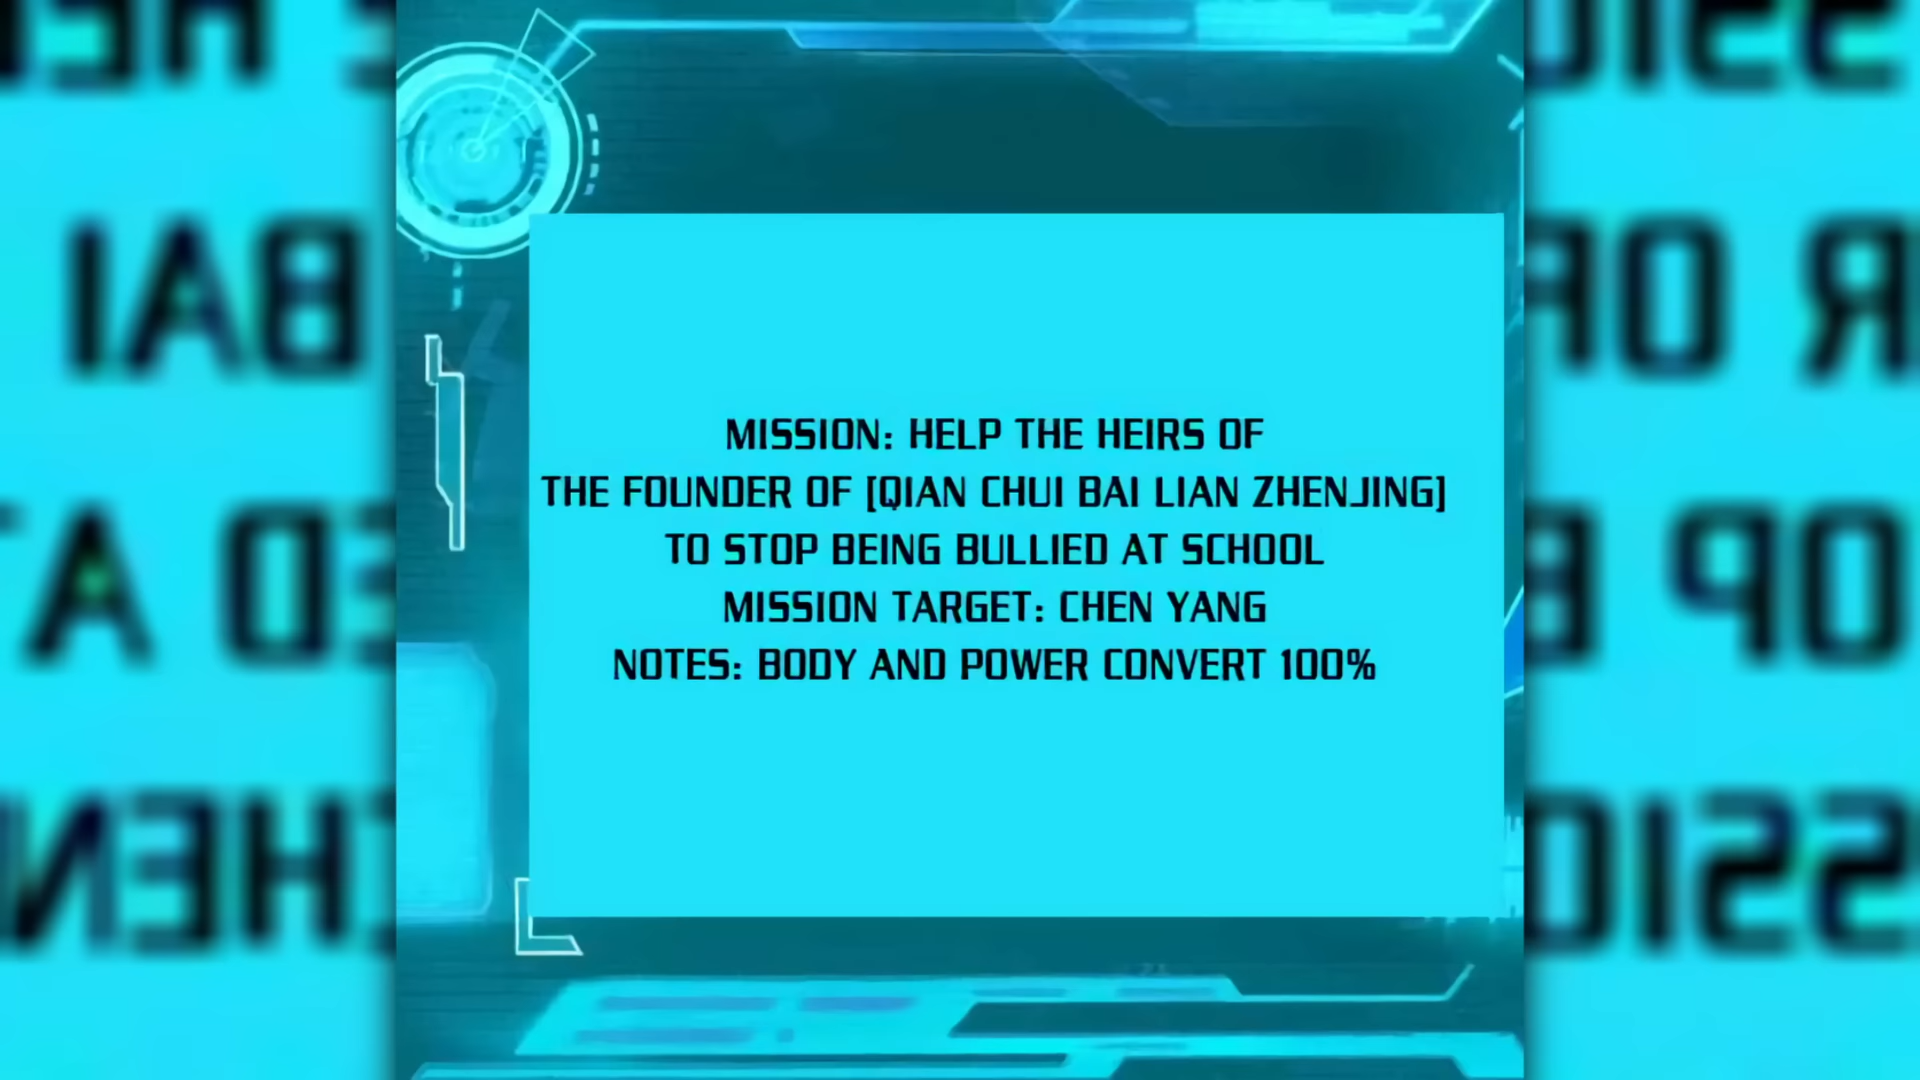 MISSION: HELP THE HEIRS OF
THE FOUNDER OF [QIAN CHUI BAI LIAN ZHENJING]
TO STOP BEING BULLIED AT SCHOOL
MISSION TARGET: CHEN YANG
NOTES: BODY AND POWER CONVERT 100%